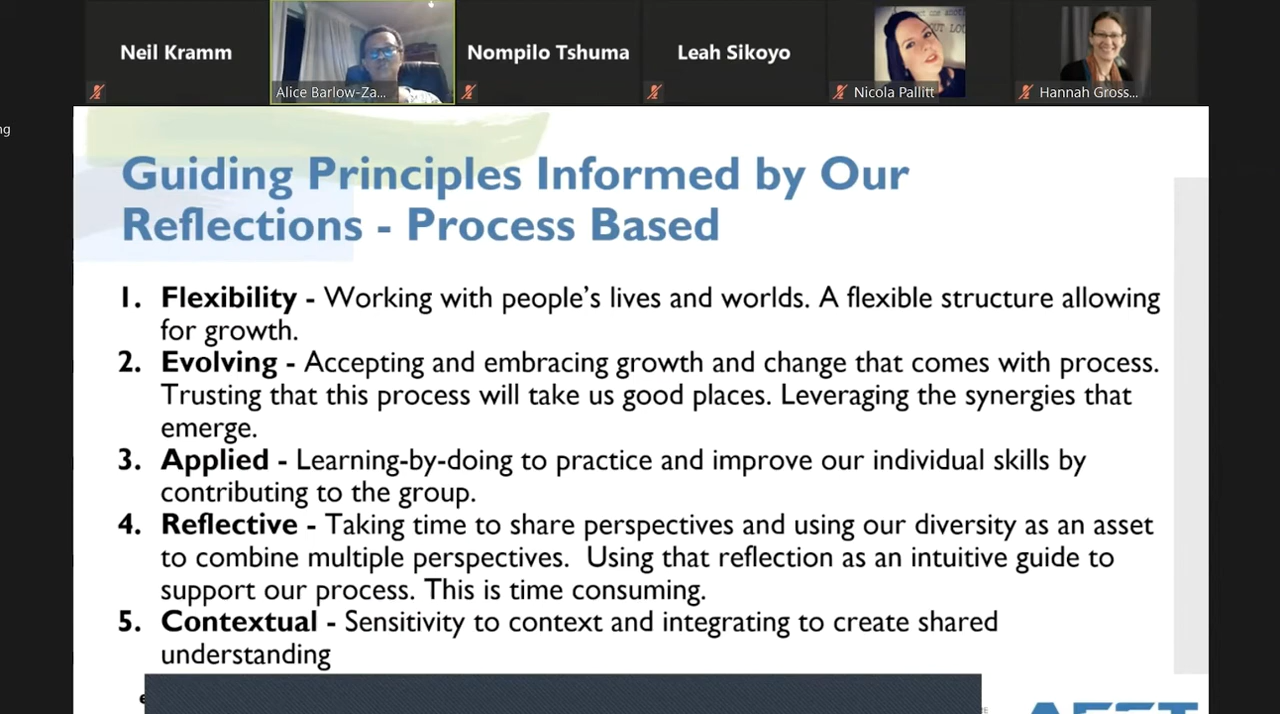 Neil Kramm
Alice Barlow-Za...
Nompilo Tshuma
Leah Sikoyo
Nicola Pallitt
Hannah Gross...
ng
Guiding Principles Informed by Our
Reflections - Process Based
1. Flexibility - Working with people’s lives and worlds. A flexible structure allowing
for growth.
2. Evolving - Accepting and embracing growth and change that comes with process.
Trusting that this process will take us good places. Leveraging the synergies that
emerge.
3. Applied - Learning-by-doing to practice and improve our individual skills by
contributing to the group.
4. Reflective - Taking time to share perspectives and using our diversity as an asset
to combine multiple perspectives.  Using that reflection as an intuitive guide to
support our process. This is time consuming.
5. Contextual - Sensitivity to context and integrating to create shared
understanding